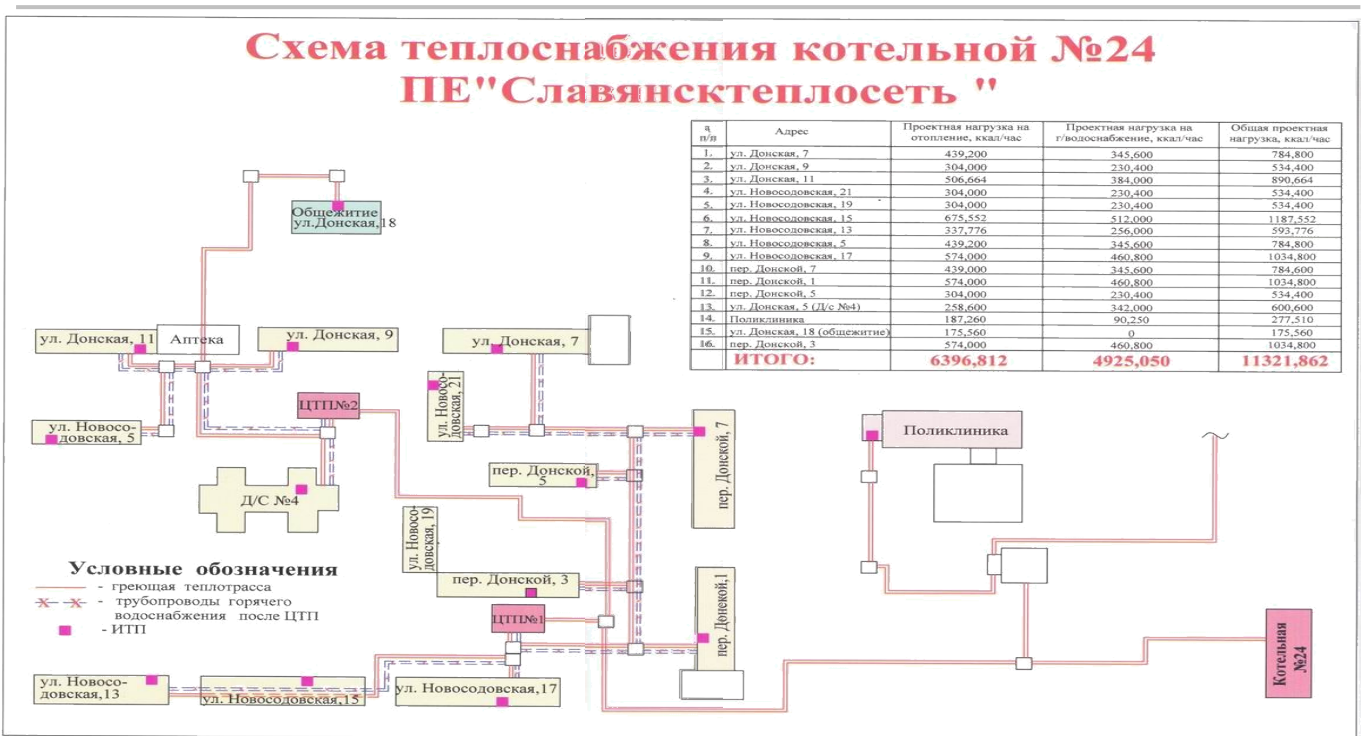 Схема теплоснабжения котельной №24
ПЕ"Славянсктеплосеть "
п/п Адрес Проектная нагрузка на отопление, ккал/час Проектная нагрузка на г/водоснабжение, ккал/час Общая проектная нагрузка, ккал/час
1. ул. Донская, 7 439,200 345,600 784,800
2. ул. Донская, 9 304,000 230,400 534,400
3. ул. Донская, 11 506,664 384,000 890,664
4. ул. Новосодовская, 21 304,000 230,400 534,400
5. ул. Новосодовская, 19 304,000 230,400 534,400
6. ул. Новосодовская, 15 675,552 512,000 1187,552
7. ул. Новосодовская, 13 337,776 256,000 593,776
8. ул. Новосодовская, 5 439,200 345,600 784,800
9. ул. Новосодовская, 17 574,000 460,800 1034,800
10. пер. Донской, 7 439,000 345,600 784,600
11. пер. Донской, 1 574,000 460,800 1034,800
12. пер. Донской, 5 304,000 230,400 534,400
13. ул. Донская, 5 (Д/с №4) 258,600 342,000 600,600
14. Поликлиника 187,260 90,250 277,510
15. ул. Донская, 18 (общежитие) 175,560 0 175,560
16. пер. Донской, 3 574,000 460,800 1034,800
ИТОГО: 6396,812 4925,050 11321,862
Общежитие
ул.Донская,18
ул. Донская, 11
Аптека
ул. Донская, 9
ул. Донская, 7
ул. Новосо-
довская, 21
ЦТП№2
ул. Новосо-
довская, 5
Д/С №4
пер. Донской,
5
пер. Донской, 7
Поликлиника
ул. Новосо-
довская, 19
пер. Донской, 3
ЦТП№1
пер. Донской,1
Котельная
№24
Условные обозначения
- греющая теплотрасса
Х Х - трубопроводы горячего
водоснабжения после ЦТП
- ИТП
ул. Новосо-
довская,13
ул. Новосодовская,15
ул. Новосодовская,17